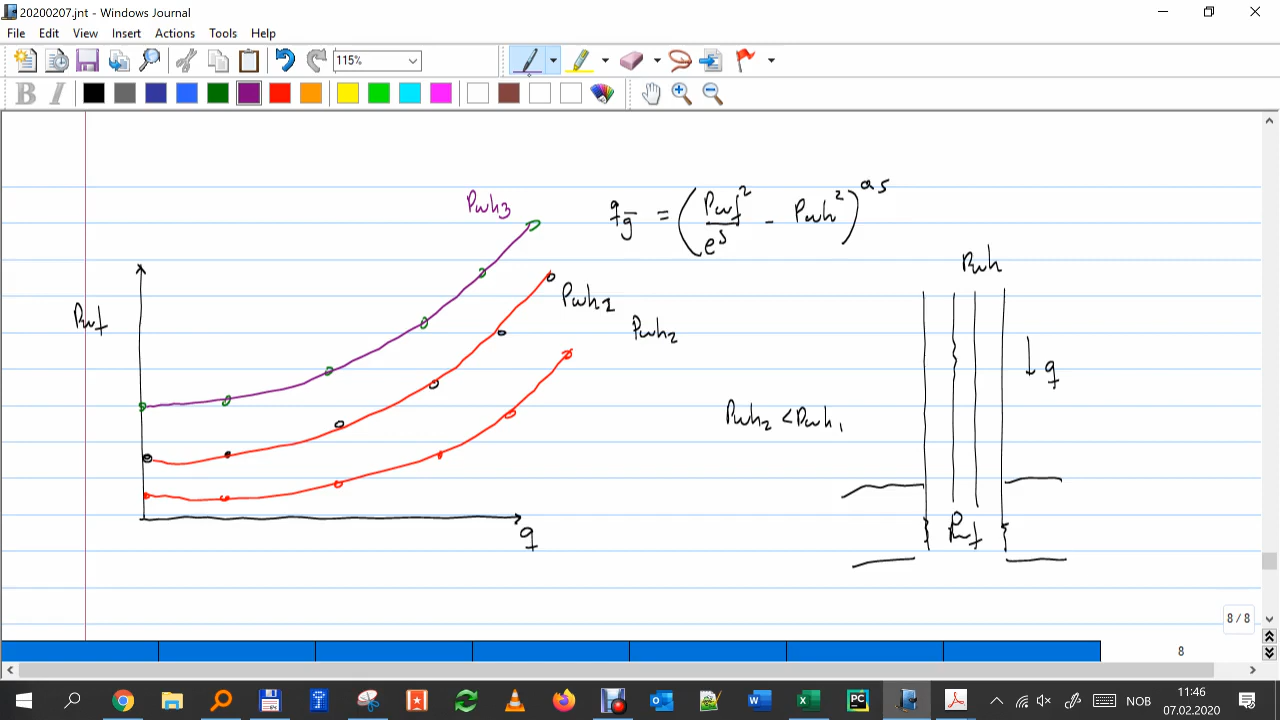 20200207.jnt - Windows Journal
File Edit View Insert Actions Tools Help
115%
B I
Pwh3
qg̅ = (Pwf²/e^s - Pwh²)^0.5
Pwh
Pwf
Pwh2
Pwh2
q
Pwh2 < Pwh1
q
Pwf
8 / 8
8
NOB
11:46
07.02.2020